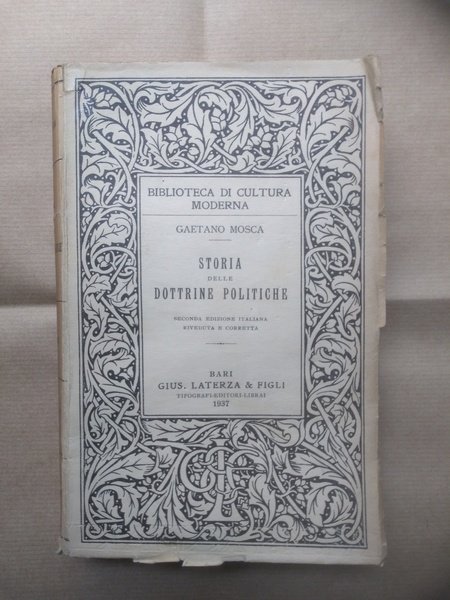 BIBLIOTECA DI CULTURA
MODERNA
GAETANO MOSCA
STORIA
DELLE
DOTTRINE POLITICHE
SECONDA EDIZIONE ITALIANA
RIVEDUTA E CORRETTA
BARI
GIUS. LATERZA & FIGLI
TIPOGRAFI-EDITORI-LIBRAI
1937